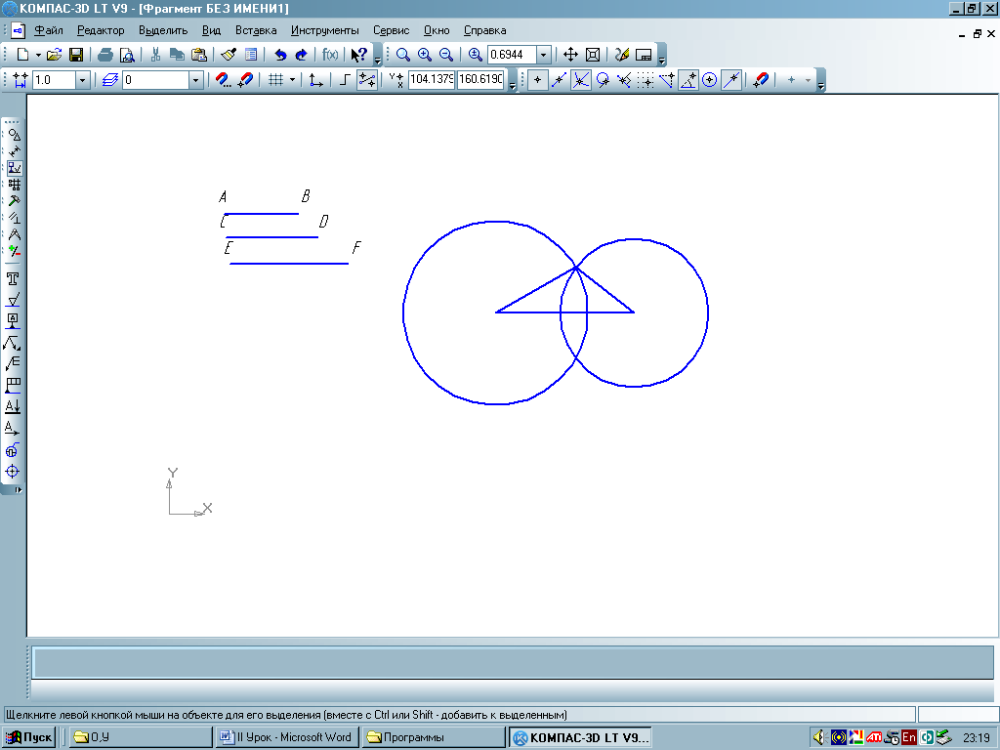 КОМПАС-3D LT V9 - [Фрагмент БЕЗ ИМЕНИ1]
Файл Редактор Выделить Вид Вставка Инструменты Сервис Окно Справка
f(x) 0.6944
1.0 0 104.1379 160.6190
A B
C D
E F
Y
X
Щелкните левой кнопкой мыши на объекте для его выделения (вместе с Ctrl или Shift - добавить к выделенным)
Пуск О,У II Урок - Microsoft Word Программы КОМПАС-3D LT V9... En 23:19